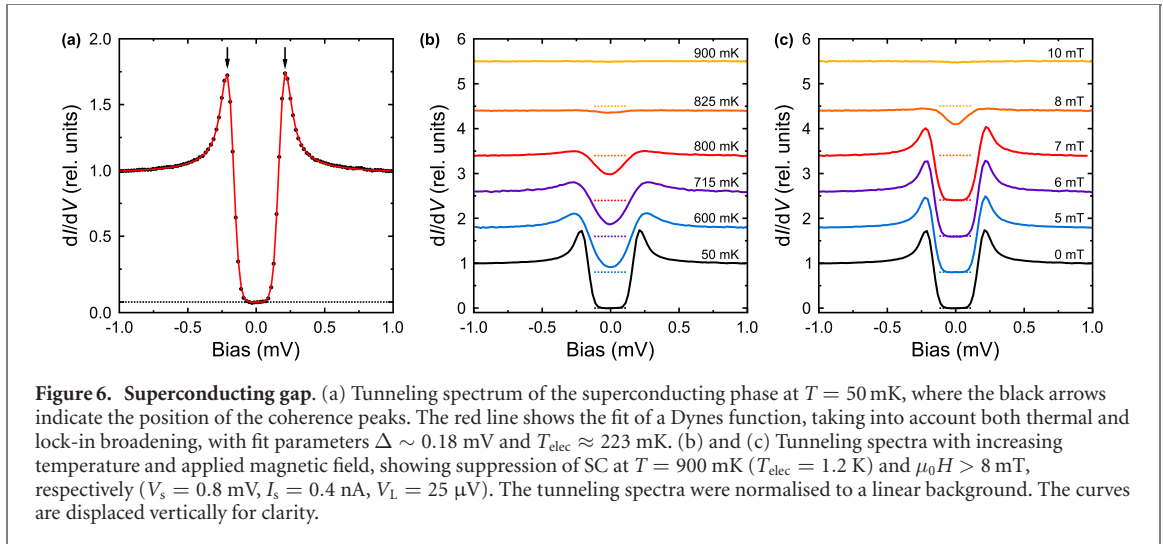 (a)
2.0
1.5
1.0
0.5
0.0
dI/dV (rel. units)
-1.0 -0.5 0.0 0.5 1.0
Bias (mV)
(b)
6
5
4
3
2
1
0
dI/dV (rel. units)
900 mK
825 mK
800 mK
715 mK
600 mK
50 mK
-1.0 -0.5 0.0 0.5 1.0
Bias (mV)
(c)
6
5
4
3
2
1
0
dI/dV (rel. units)
10 mT
8 mT
7 mT
6 mT
5 mT
0 mT
-1.0 -0.5 0.0 0.5 1.0
Bias (mV)
Figure 6. Superconducting gap. (a) Tunneling spectrum of the superconducting phase at T = 50 mK, where the black arrows
indicate the position of the coherence peaks. The red line shows the fit of a Dynes function, taking into account both thermal and
lock-in broadening, with fit parameters Δ ∼ 0.18 mV and Telec ≈ 223 mK. (b) and (c) Tunneling spectra with increasing
temperature and applied magnetic field, showing suppression of SC at T = 900 mK (Telec = 1.2 K) and μ0H > 8 mT,
respectively (Vs = 0.8 mV, Is = 0.4 nA, VL = 25 μV). The tunneling spectra were normalised to a linear background. The curves
are displaced vertically for clarity.